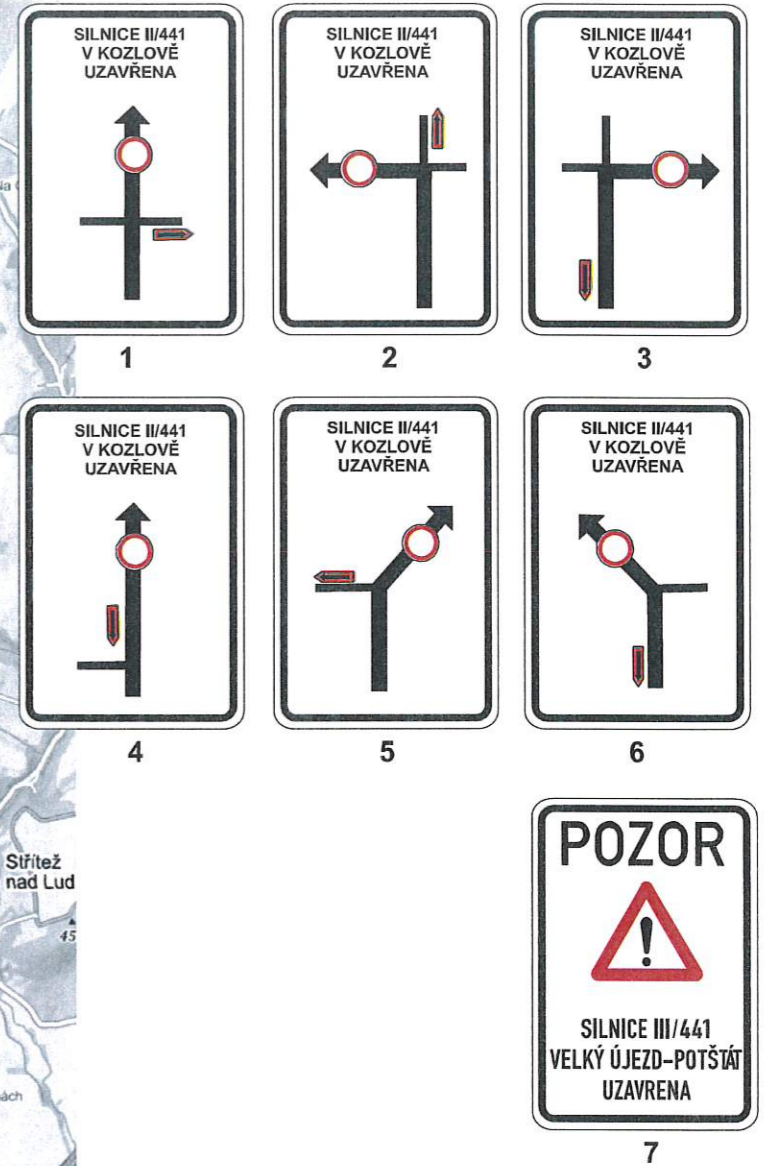 SILNICE II/441
V KOZLOVĚ
UZAVŘENA
1
SILNICE II/441
V KOZLOVĚ
UZAVŘENA
2
SILNICE II/441
V KOZLOVĚ
UZAVŘENA
3
SILNICE II/441
V KOZLOVĚ
UZAVŘENA
4
SILNICE II/441
V KOZLOVĚ
UZAVŘENA
5
SILNICE II/441
V KOZLOVĚ
UZAVŘENA
6
Střítež
nad Lud
45
POZOR
!
SILNICE III/441
VELKÝ ÚJEZD-POTŠTÁT
UZAVRENA
7